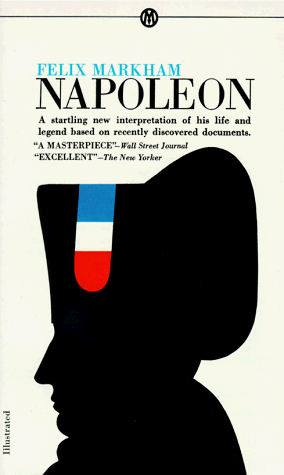 M
FELIX MARKHAM
NAPOLEON
A startling new interpretation of his life and
legend based on recently discovered documents.
“A MASTERPIECE”—Wall Street Journal
“EXCELLENT”—The New Yorker
Illustrated